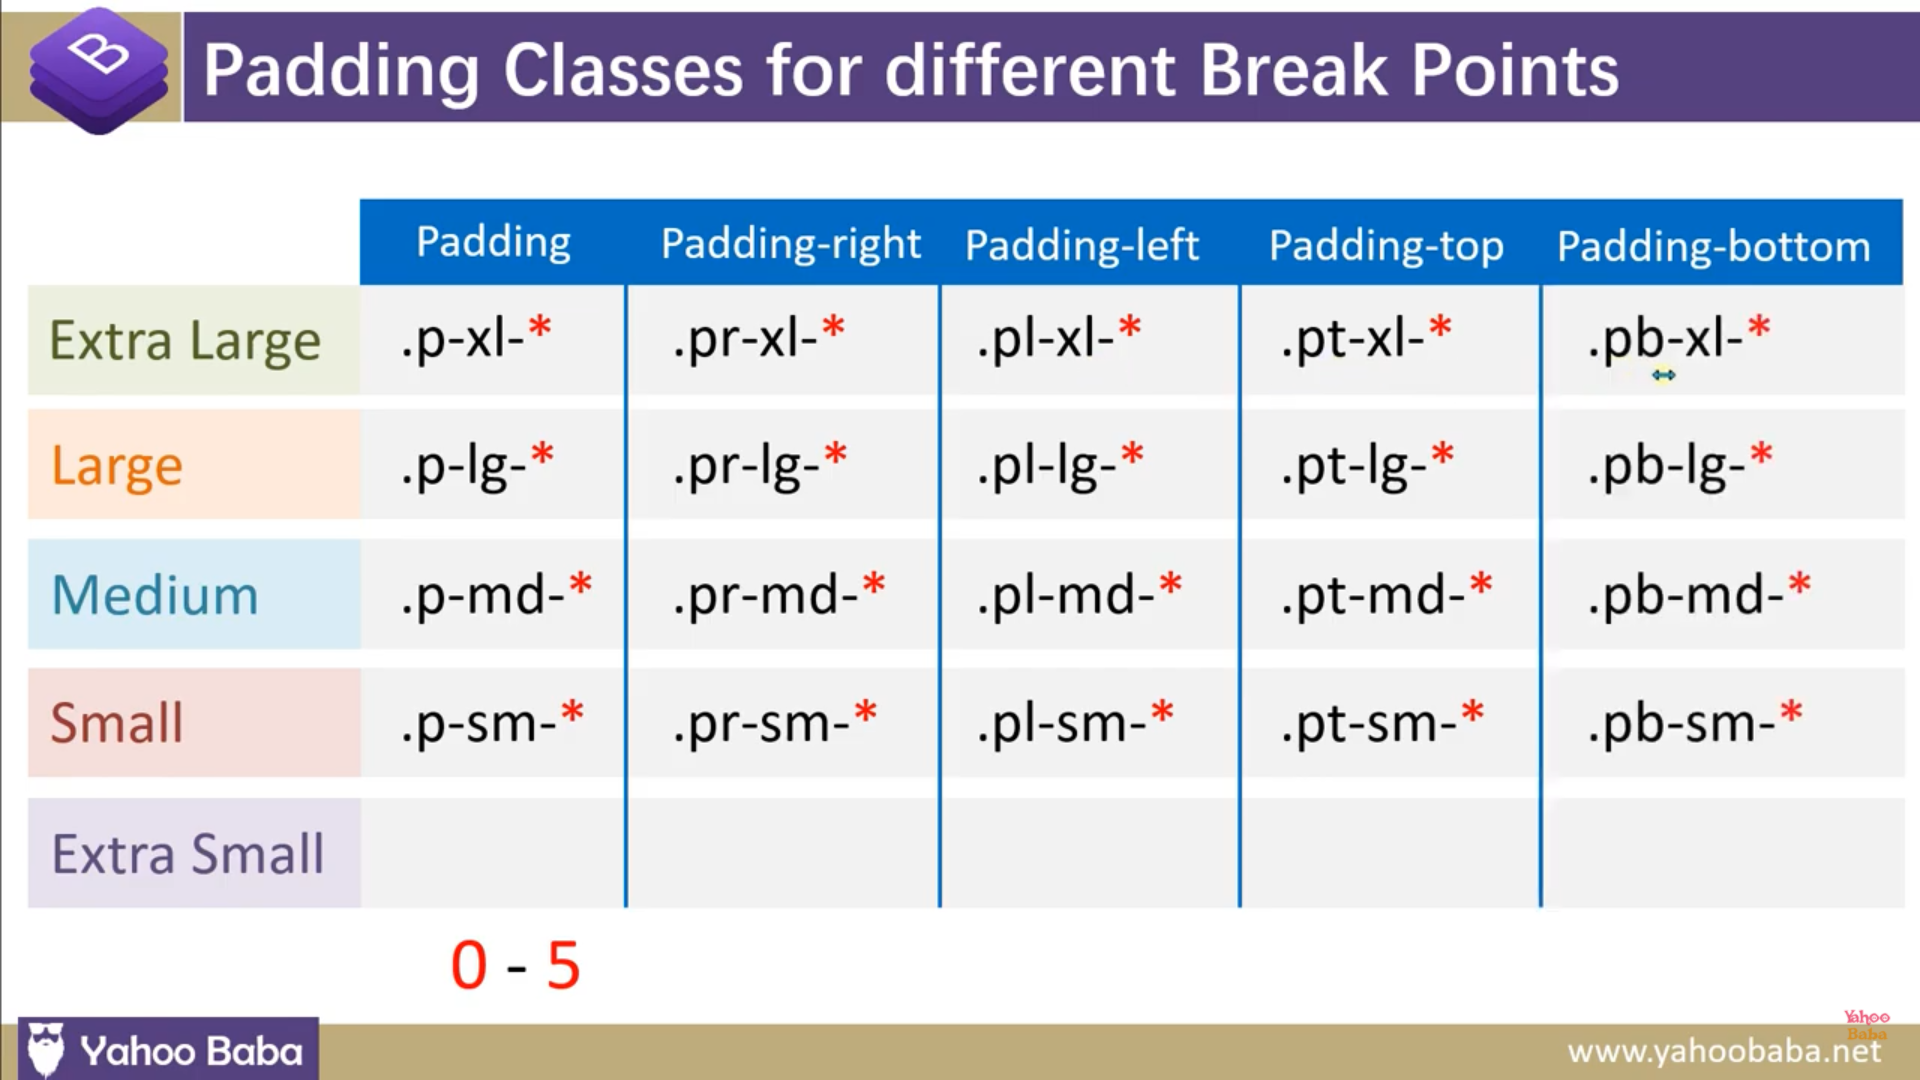 B
Padding Classes for different Break Points
Padding Padding-right Padding-left Padding-top Padding-bottom
Extra Large .p-xl-* .pr-xl-* .pl-xl-* .pt-xl-* .pb-xl-*
Large .p-lg-* .pr-lg-* .pl-lg-* .pt-lg-* .pb-lg-*
Medium .p-md-* .pr-md-* .pl-md-* .pt-md-* .pb-md-*
Small .p-sm-* .pr-sm-* .pl-sm-* .pt-sm-* .pb-sm-*
Extra Small
0 - 5
Yahoo
Baba
Yahoo Baba
www.yahoobaba.net